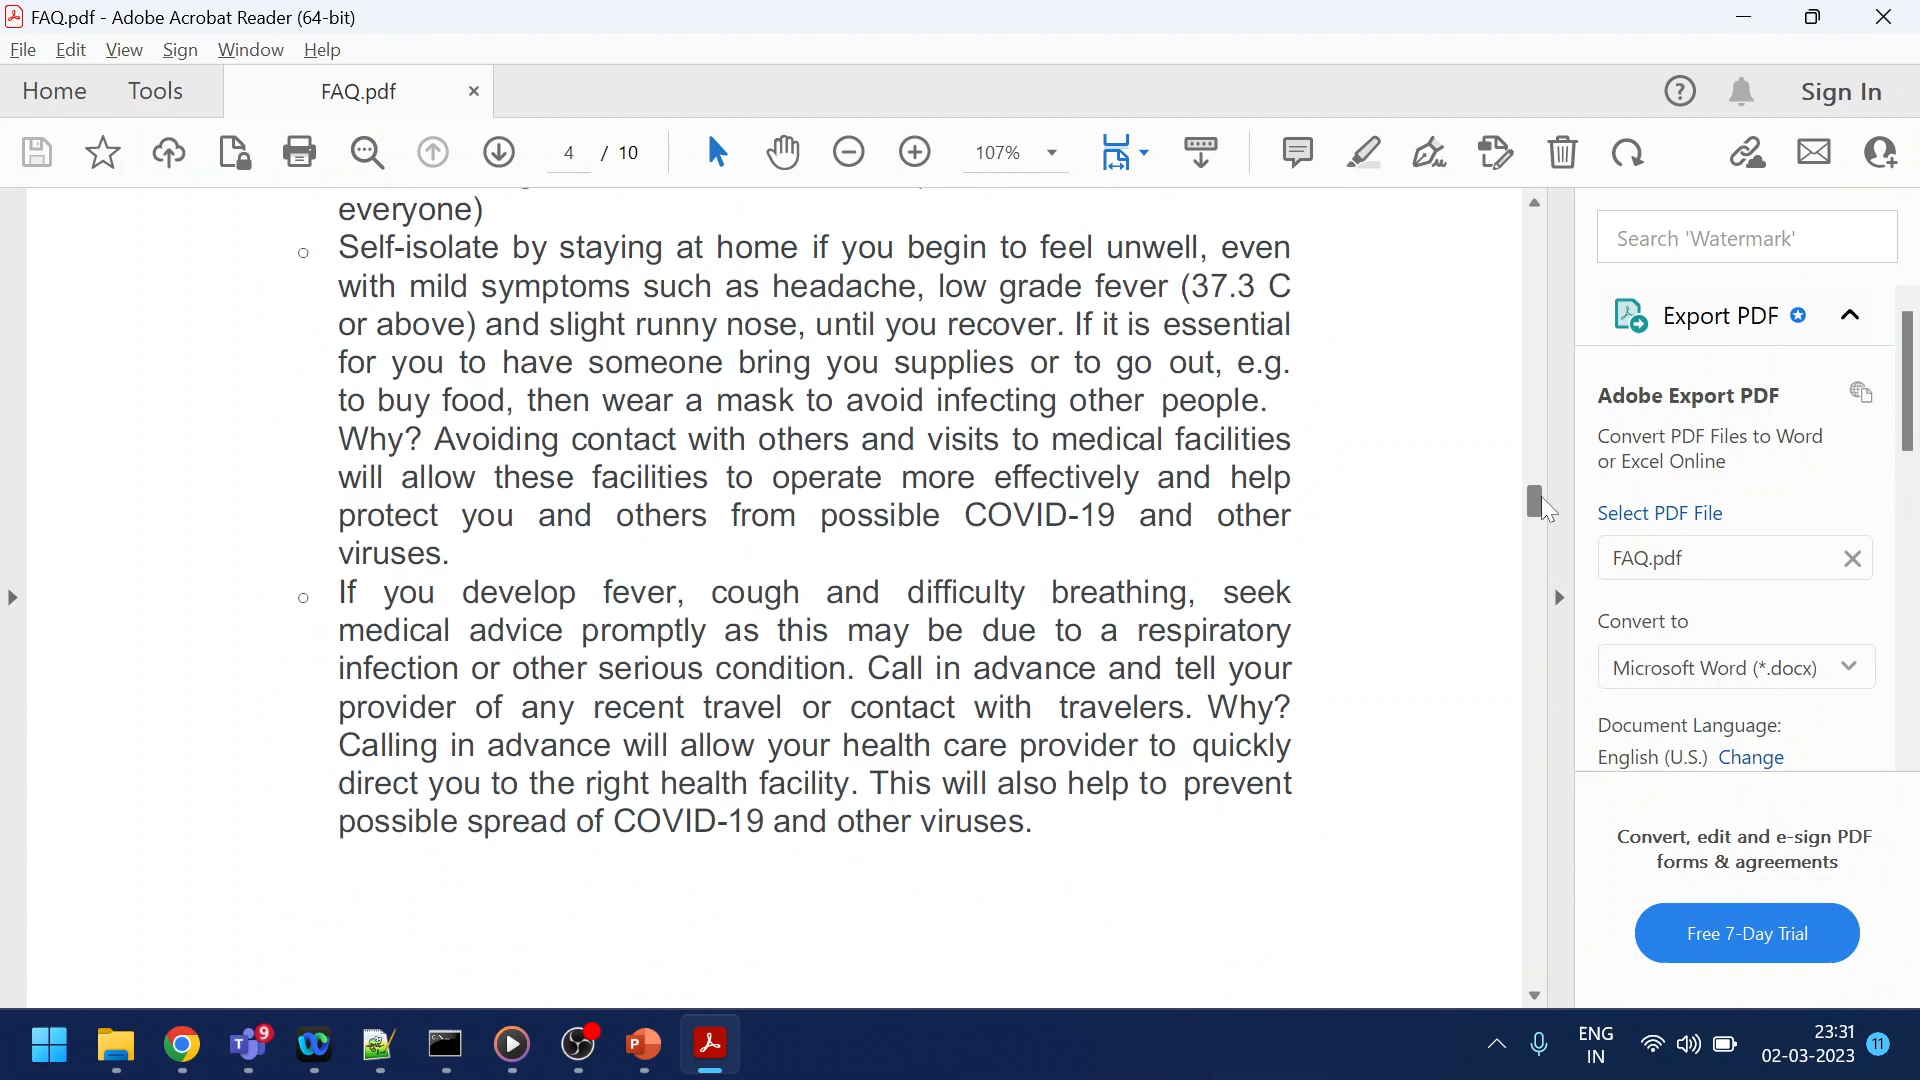 FAQ.pdf - Adobe Acrobat Reader (64-bit)
File Edit View Sign Window Help
Home Tools FAQ.pdf × Sign In
4 / 10 107%
everyone)
○ Self-isolate by staying at home if you begin to feel unwell, even
with mild symptoms such as headache, low grade fever (37.3 C
or above) and slight runny nose, until you recover. If it is essential
for you to have someone bring you supplies or to go out, e.g.
to buy food, then wear a mask to avoid infecting other people.
Why? Avoiding contact with others and visits to medical facilities
will allow these facilities to operate more effectively and help
protect you and others from possible COVID-19 and other
viruses.
○ If you develop fever, cough and difficulty breathing, seek
medical advice promptly as this may be due to a respiratory
infection or other serious condition. Call in advance and tell your
provider of any recent travel or contact with travelers. Why?
Calling in advance will allow your health care provider to quickly
direct you to the right health facility. This will also help to prevent
possible spread of COVID-19 and other viruses.
Search 'Watermark'
Export PDF
Adobe Export PDF
Convert PDF Files to Word
or Excel Online
Select PDF File
FAQ.pdf
Convert to
Microsoft Word (*.docx)
Document Language:
English (U.S.) Change
Convert, edit and e-sign PDF
forms & agreements
Free 7-Day Trial
9
ENG
IN
23:31
02-03-2023
11